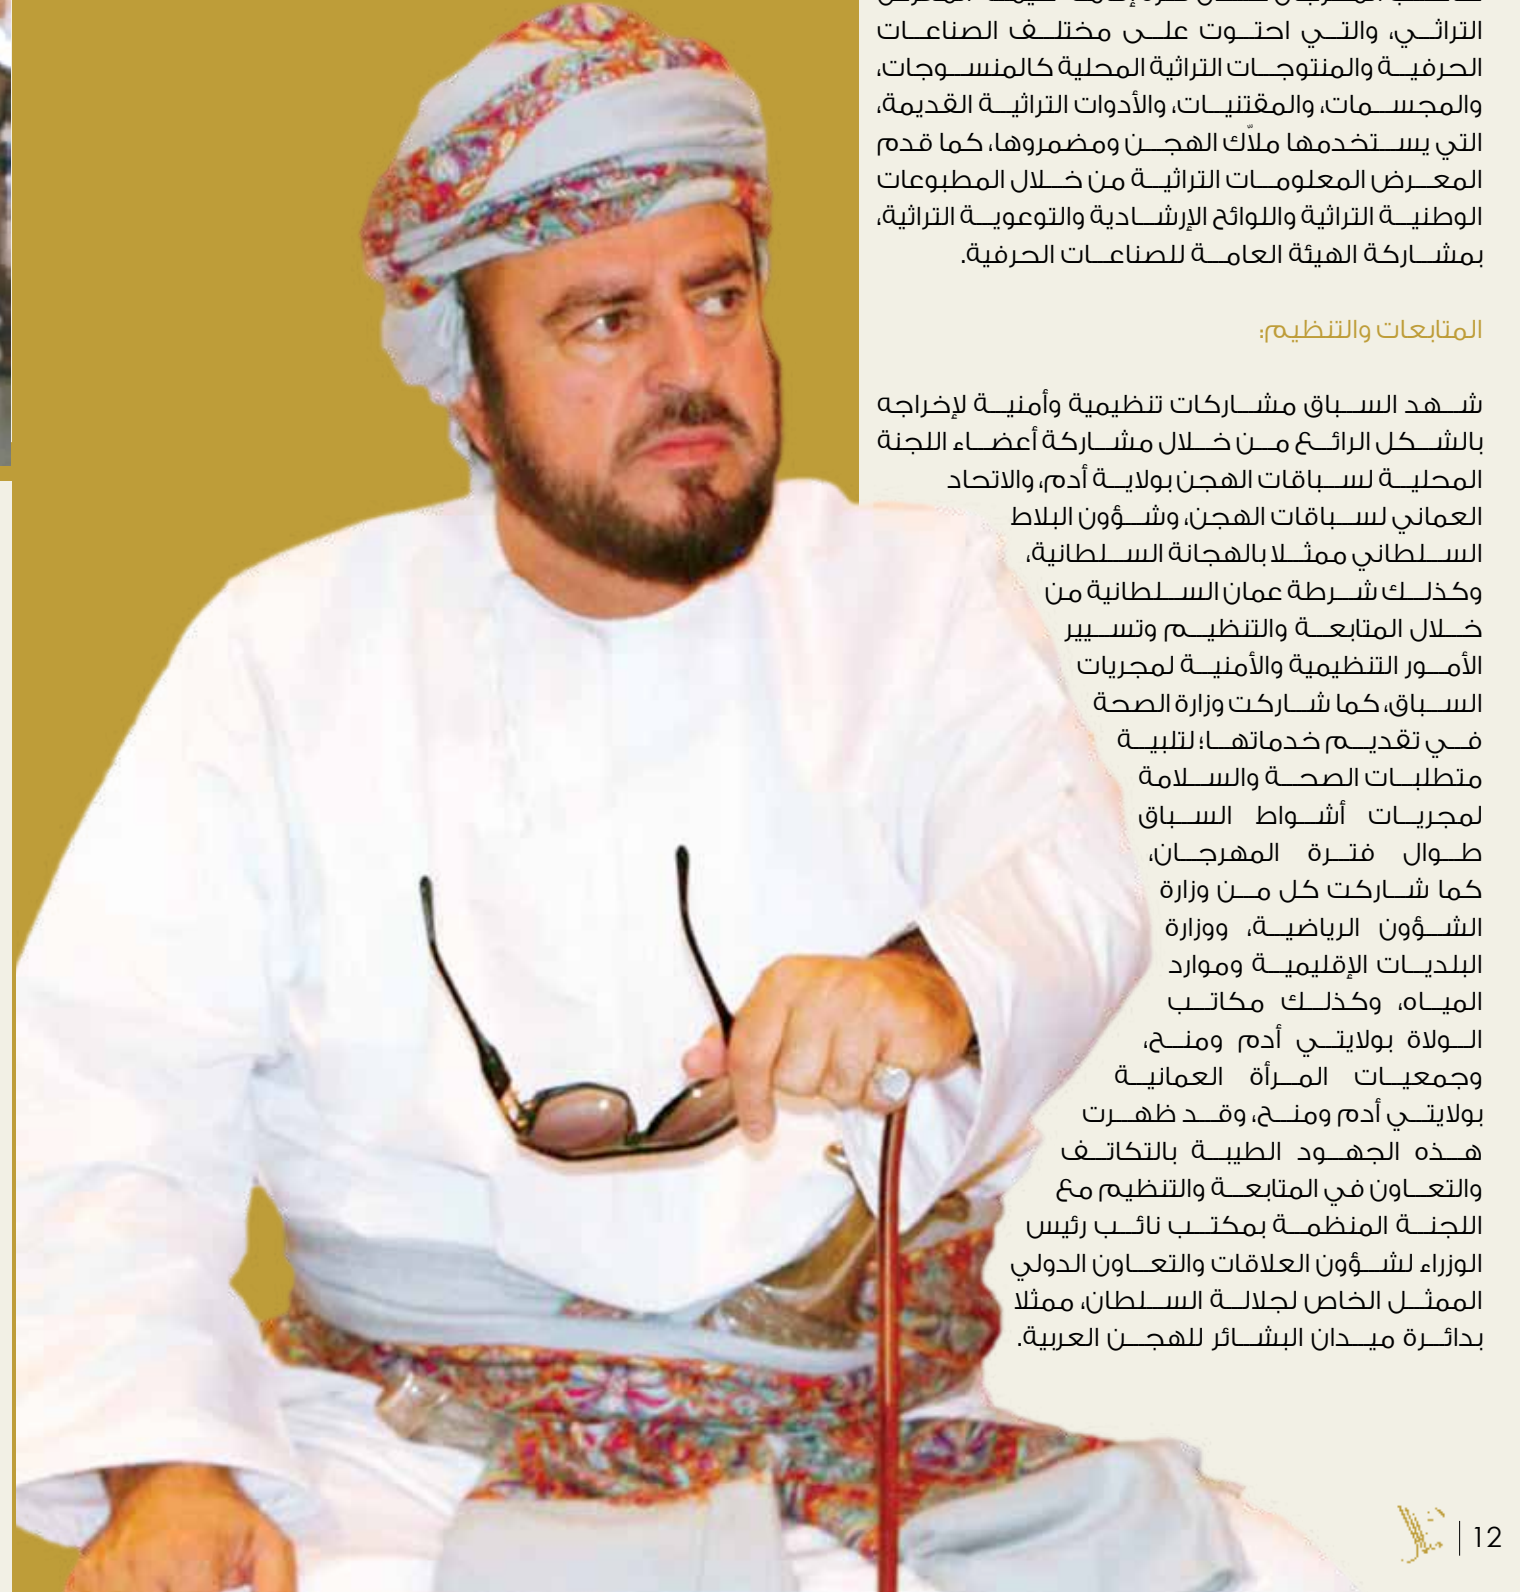 التراثي، والتي احتوت على مختلف الصناعات
الحرفية والمنتوجات التراثية المحلية كالمنسوجات،
والمجسمات، والمقتنيات، والأدوات التراثية القديمة،
التي يستخدمها ملاّك الهجن ومضمروها، كما قدم
المعرض المعلومات التراثية من خلال المطبوعات
الوطنية التراثية واللوائح الإرشادية والتوعوية التراثية،
بمشاركة الهيئة العامة للصناعات الحرفية.
المتابعات والتنظيم:
شهد السباق مشاركات تنظيمية وأمنية لإخراجه
بالشكل الرائع من خلال مشاركة أعضاء اللجنة
المحلية لسباقات الهجن بولاية أدم، والاتحاد
العماني لسباقات الهجن، وشؤون البلاط
السلطاني ممثلا بالهجانة السلطانية،
وكذلك شرطة عمان السلطانية من
خلال المتابعة والتنظيم وتسيير
الأمور التنظيمية والأمنية لمجريات
السباق، كما شاركت وزارة الصحة
في تقديم خدماتها؛ لتلبية
متطلبات الصحة والسلامة
لمجريات أشواط السباق
طوال فترة المهرجان،
كما شاركت كل من وزارة
الشؤون الرياضية، ووزارة
البلديات الإقليمية وموارد
المياه، وكذلك مكاتب
الولاة بولايتي أدم ومنح،
وجمعيات المرأة العمانية
بولايتي أدم ومنح، وقد ظهرت
هذه الجهود الطيبة بالتكاتف
والتعاون في المتابعة والتنظيم مع
اللجنة المنظمة بمكتب نائب رئيس
الوزراء لشؤون العلاقات والتعاون الدولي
الممثل الخاص لجلالة السلطان، ممثلا
بدائرة ميدان البشائر للهجن العربية.
12